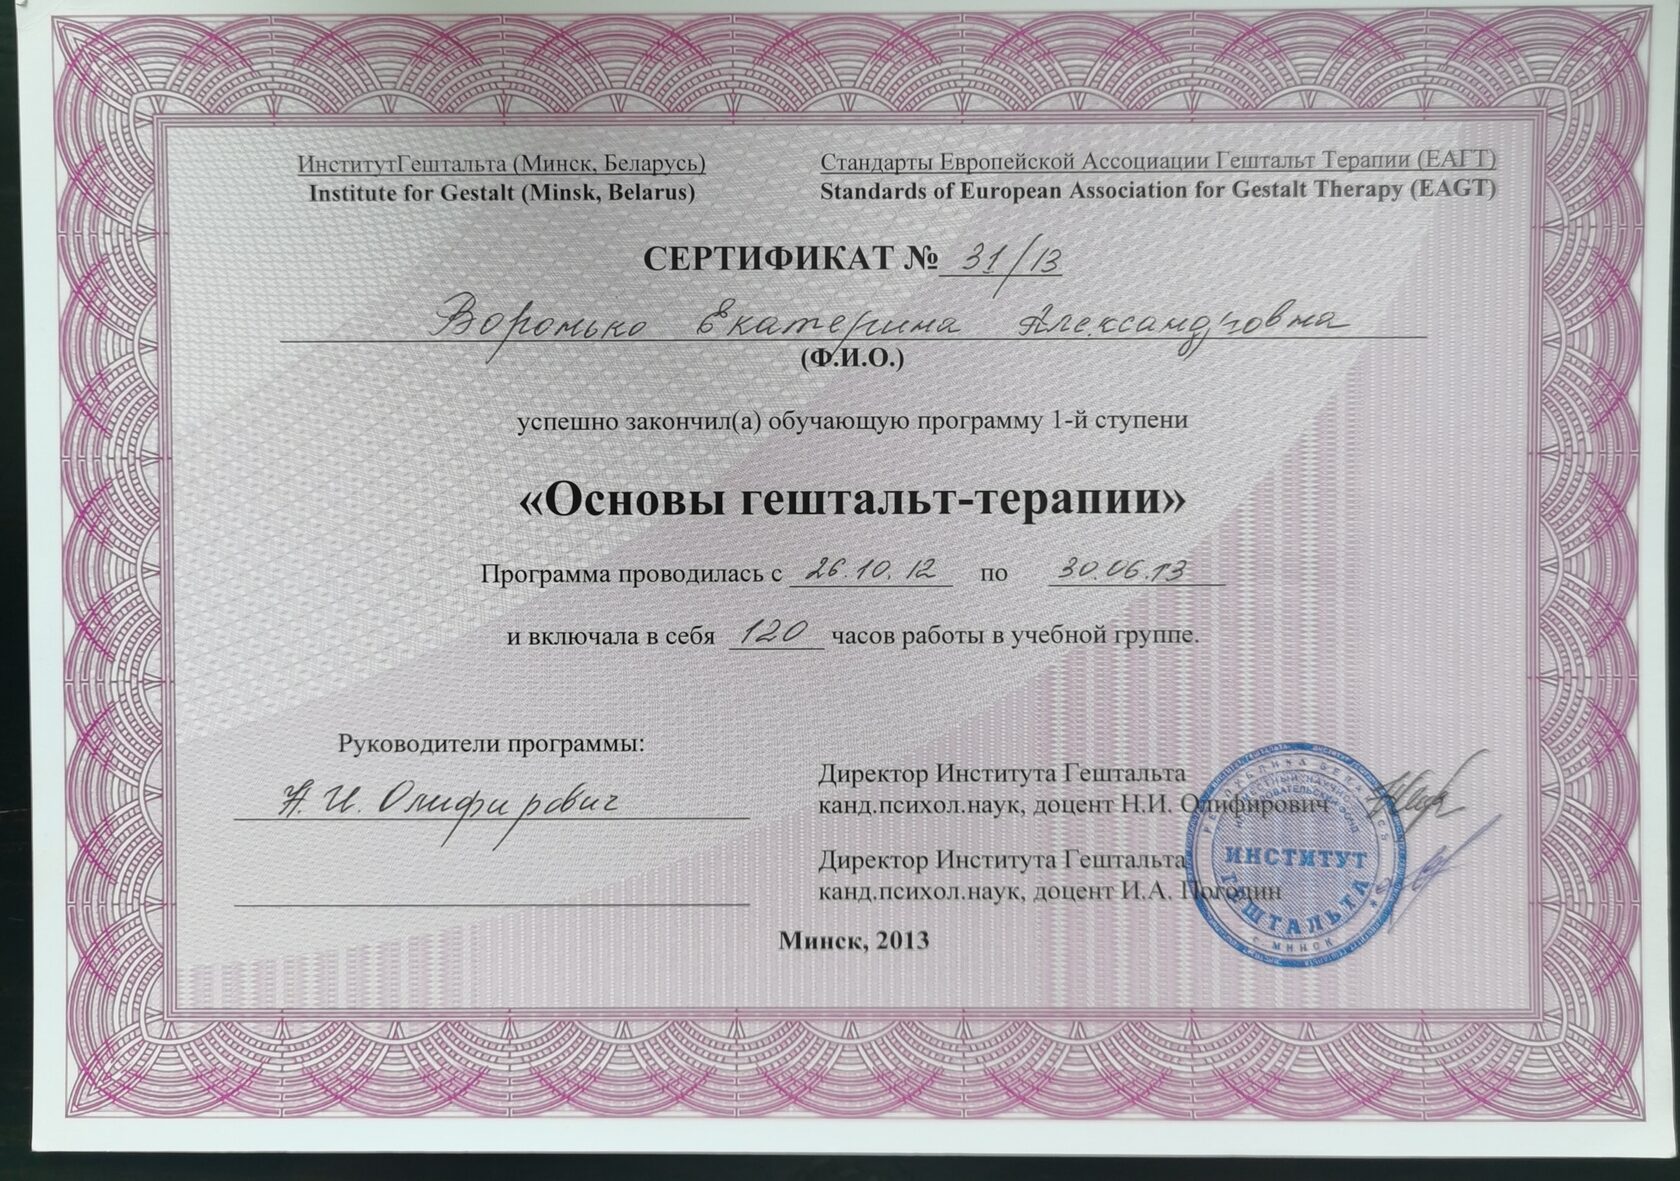 ИнститутГештальта (Минск, Беларусь)
Institute for Gestalt (Minsk, Belarus)
Стандарты Европейской Ассоциации Гештальт Терапии (ЕАГТ)
Standards of European Association for Gestalt Therapy (EAGT)
СЕРТИФИКАТ № 31/13
Воронько Екатерина Александровна
(Ф.И.О.)
успешно закончил(а) обучающую программу 1-й ступени
«Основы гештальт-терапии»
Программа проводилась с 26.10.12 по 30.06.13
и включала в себя 120 часов работы в учебной группе.
Руководители программы:
Н.И. Олифирович
Директор Института Гештальта
канд.психол.наук, доцент Н.И. Олифирович
Директор Института Гештальта
канд.психол.наук, доцент И.А. Погодин
Минск, 2013
РЕСПУБЛИКА БЕЛАРУСЬ
ИНСТИТУТ
ГЕШТАЛЬТА
г. МИНСК